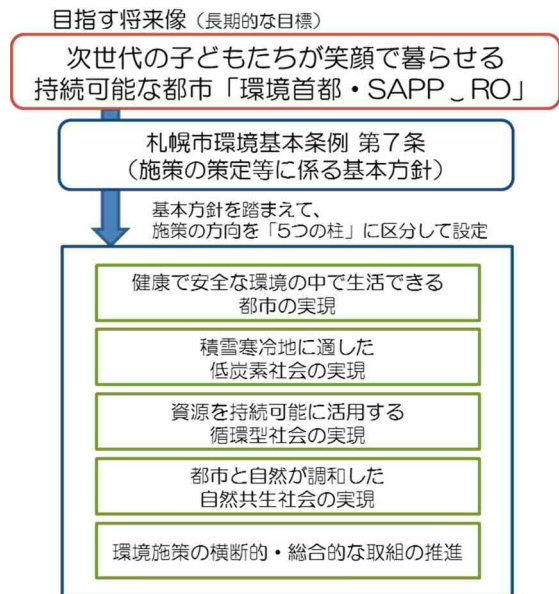 目指す将来像（長期的な目標）
次世代の子どもたちが笑顔で暮らせる
持続可能な都市「環境首都・SAPP‿RO」
札幌市環境基本条例 第７条
（施策の策定等に係る基本方針）
基本方針を踏まえて、
施策の方向を「5つの柱」に区分して設定
健康で安全な環境の中で生活できる
都市の実現
積雪寒冷地に適した
低炭素社会の実現
資源を持続可能に活用する
循環型社会の実現
都市と自然が調和した
自然共生社会の実現
環境施策の横断的・総合的な取組の推進